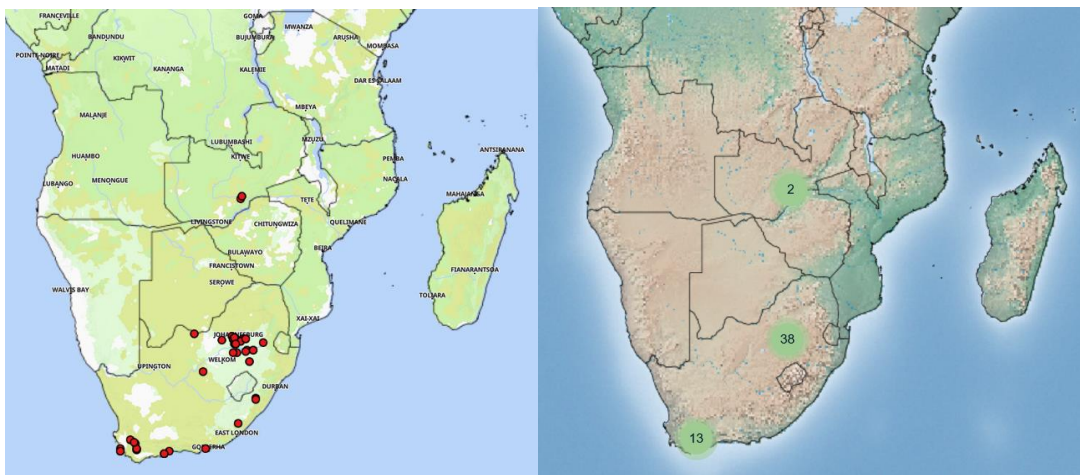 FRANCEVILLE
GOMA
BANDUNDU
BUJUMBURA
MWANZA
ARUSHA
MOMBASA
POINTE-NOIRE
KIKWIT
MATADI
KANANGA
KALEMIE
DAR ES SALAAM
MBEYA
MALANJE
LUBUMBASHI
MZUZU
KITWE
ANTSIRANANA
HUAMBO
PEMBA
LUBANGO
MENONGUE
NACALA
MAHAJANGA
TETE
LIVINGSTONE
CHITUNGWIZA
QUELIMANE
BEIRA
BULAWAYO
FRANCISTOWN
FIANARANTSOA
SEROWE
WALVIS BAY
TOLIARA
XAI-XAI
JOHANNESBURG
WELKOM
UPINGTON
DURBAN
EAST LONDON
GQEBERHA
2
38
13